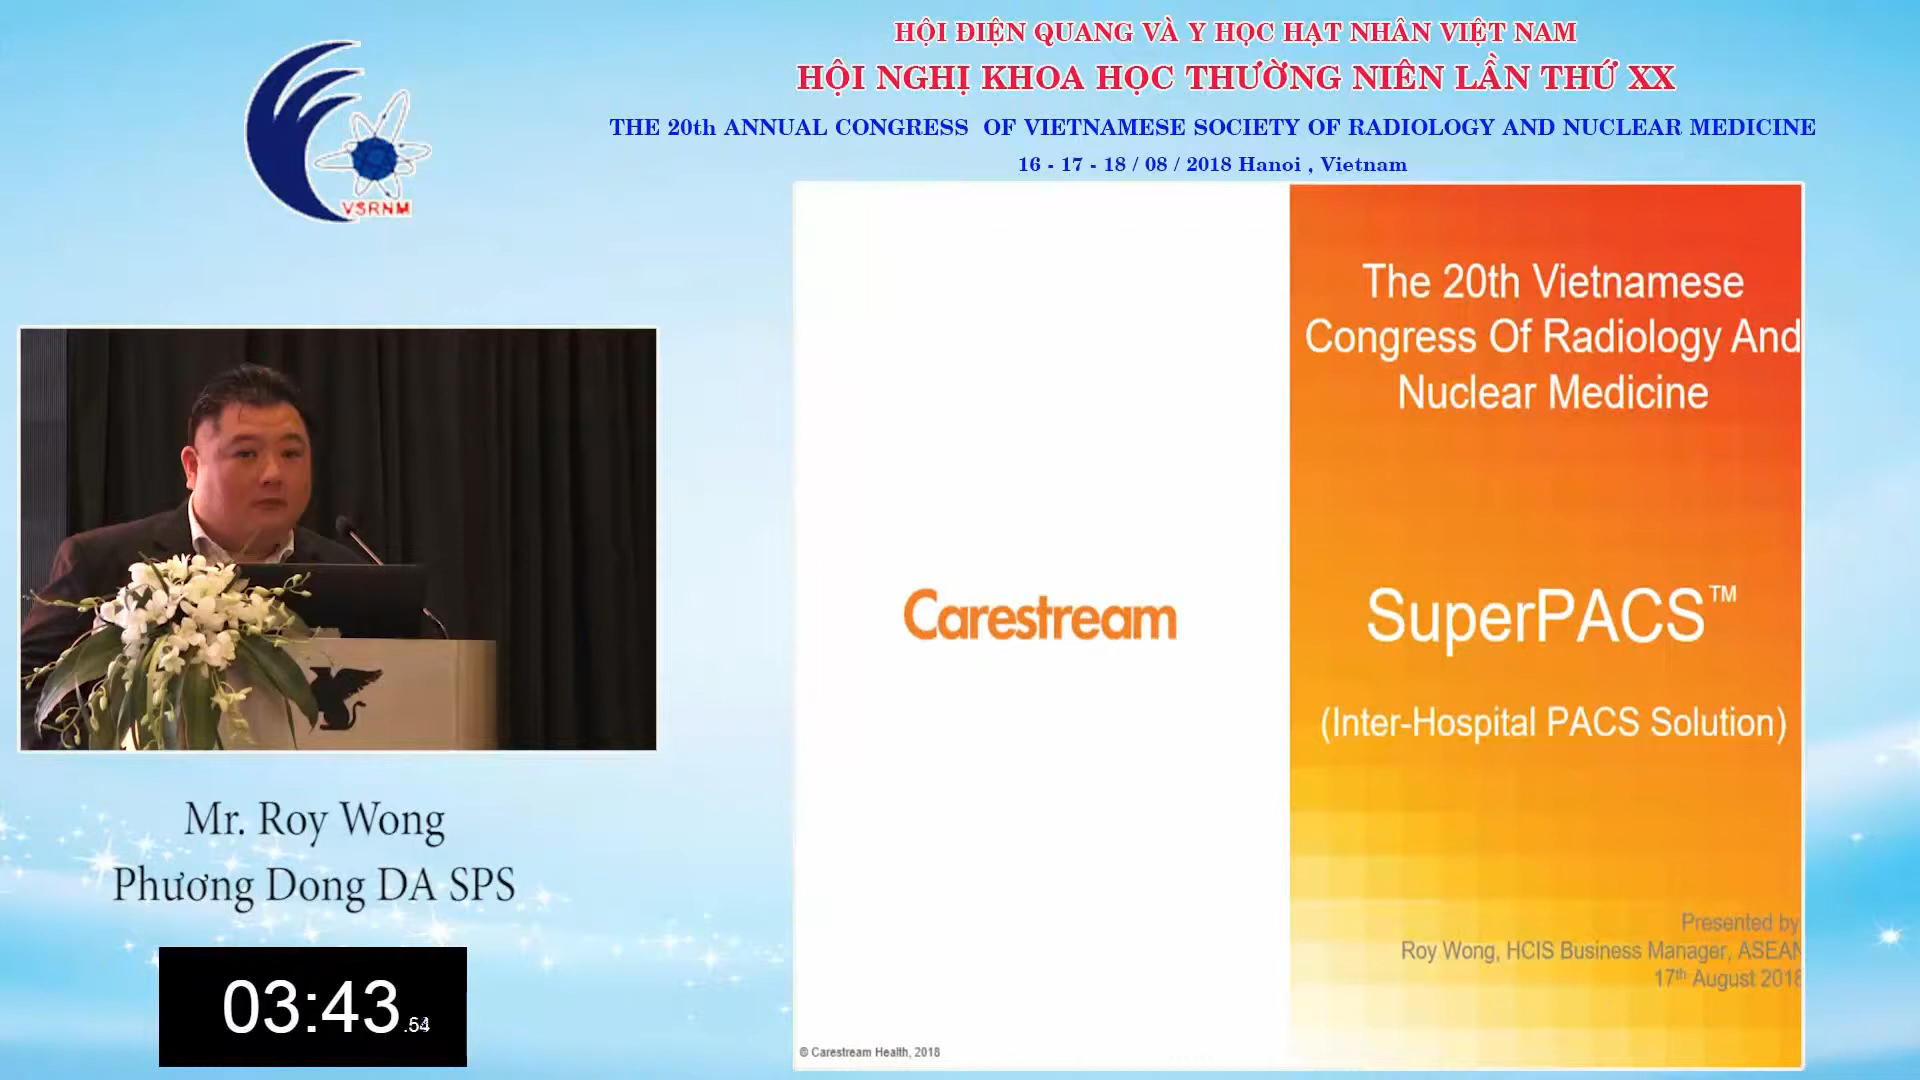 HỘI ĐIỆN QUANG VÀ Y HỌC HẠT NHÂN VIỆT NAM
HỘI NGHỊ KHOA HỌC THƯỜNG NIÊN LẦN THỨ XX
THE 20th ANNUAL CONGRESS OF VIETNAMESE SOCIETY OF RADIOLOGY AND NUCLEAR MEDICINE
16 - 17 - 18 / 08 / 2018 Hanoi , Vietnam
VSRNM
The 20th Vietnamese
Congress Of Radiology And
Nuclear Medicine
Carestream
SuperPACS™
(Inter-Hospital PACS Solution)
Presented by
Roy Wong, HCIS Business Manager, ASEAN
17th August 2018
© Carestream Health, 2018
Mr. Roy Wong
Phương Dong DA SPS
03:43.54